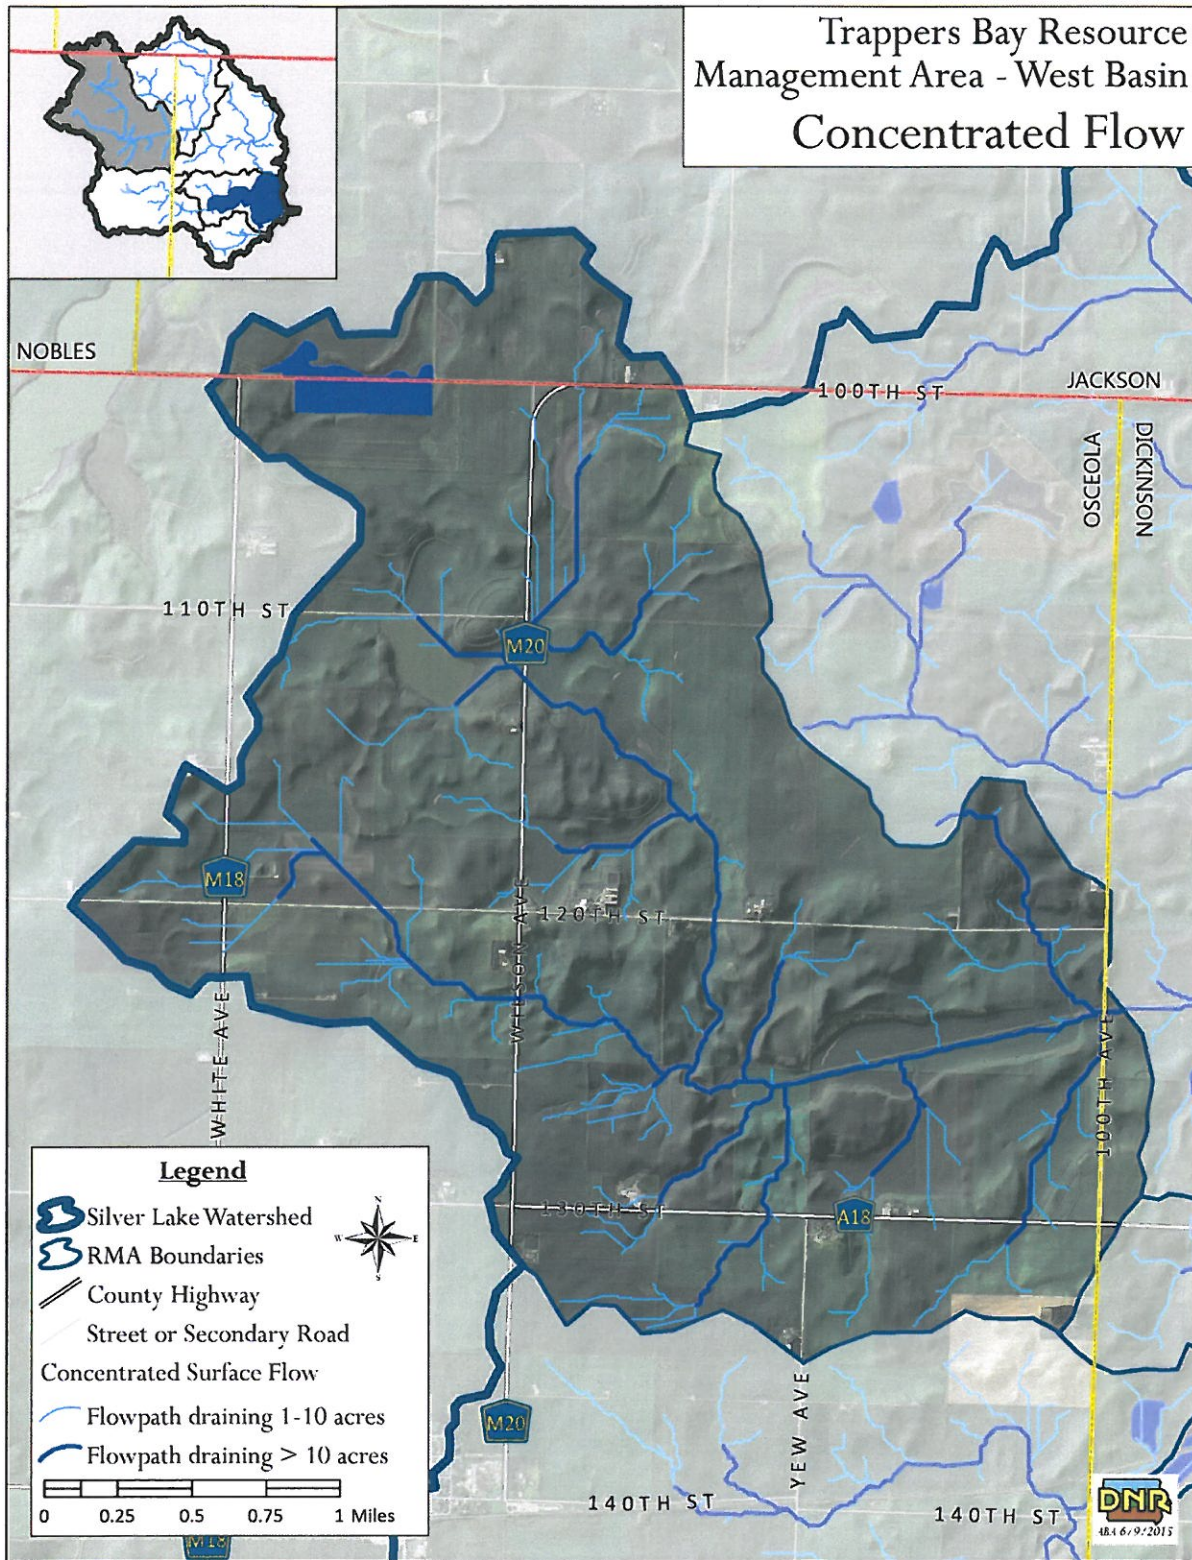 Trappers Bay Resource
Management Area - West Basin
Concentrated Flow
NOBLES
JACKSON
100TH ST
OSCEOLA
DICKINSON
110TH ST
M20
M18
120TH ST
WILSON AVE
WHITE AVE
100TH AVE
130TH ST
A18
M20
YEW AVE
140TH ST
140TH ST
M18
Legend
Silver Lake Watershed
RMA Boundaries
County Highway
Street or Secondary Road
Concentrated Surface Flow
Flowpath draining 1-10 acres
Flowpath draining > 10 acres
0 0.25 0.5 0.75 1 Miles
N
W E
S
DNR